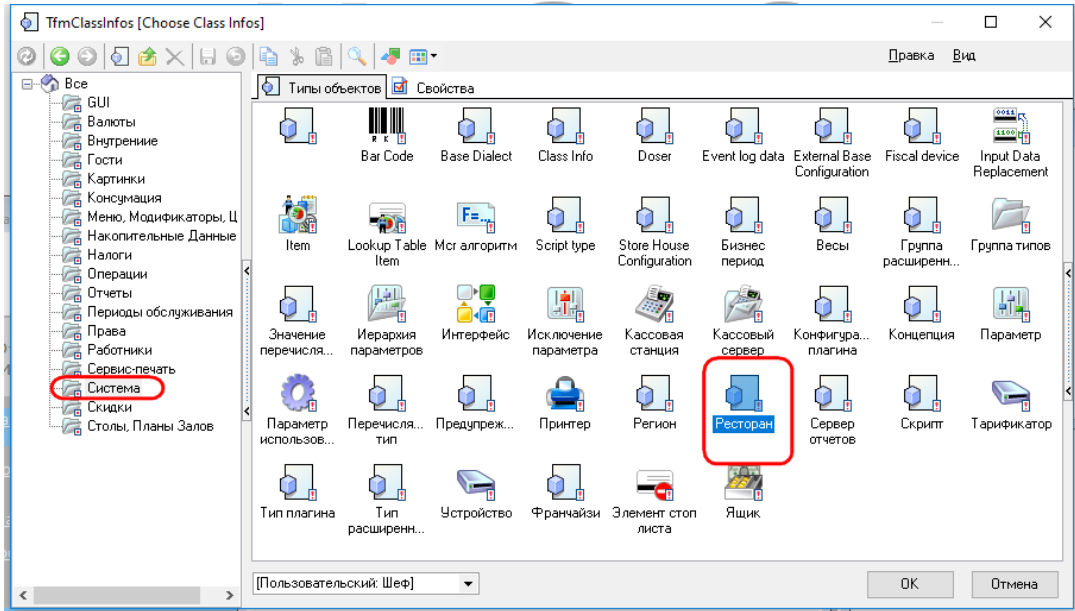 TfmClassInfos [Choose Class Infos]
Правка Вид
Все
GUI
Валюты
Внутренние
Гости
Картинки
Консумация
Меню, Модификаторы, Ц
Накопительные Данные
Налоги
Операции
Отчеты
Периоды обслуживания
Права
Работники
Сервис-печать
Система
Скидки
Столы, Планы Залов
Типы объектов Свойства
Bar Code Base Dialect Class Info Doser Event log data External Base Fiscal device Input Data
Configuration Replacement
Item Lookup Table Mcr алгоритм Script type Store House Бизнес Весы Группа Группа типов
Item Configuration период расширенн...
Значение Иерархия Интерфейс Исключение Кассовая Кассовый Конфигура... Концепция Параметр
перечисля... параметров параметра станция сервер плагина
Параметр Перечисля... Предупреж... Принтер Регион Ресторан Сервер Скрипт Тарификатор
использов... тип отчетов
Тип плагина Тип Устройство Франчайзи Элемент стоп Ящик
расширенн... листа
[Пользовательский: Шеф]
OK Отмена